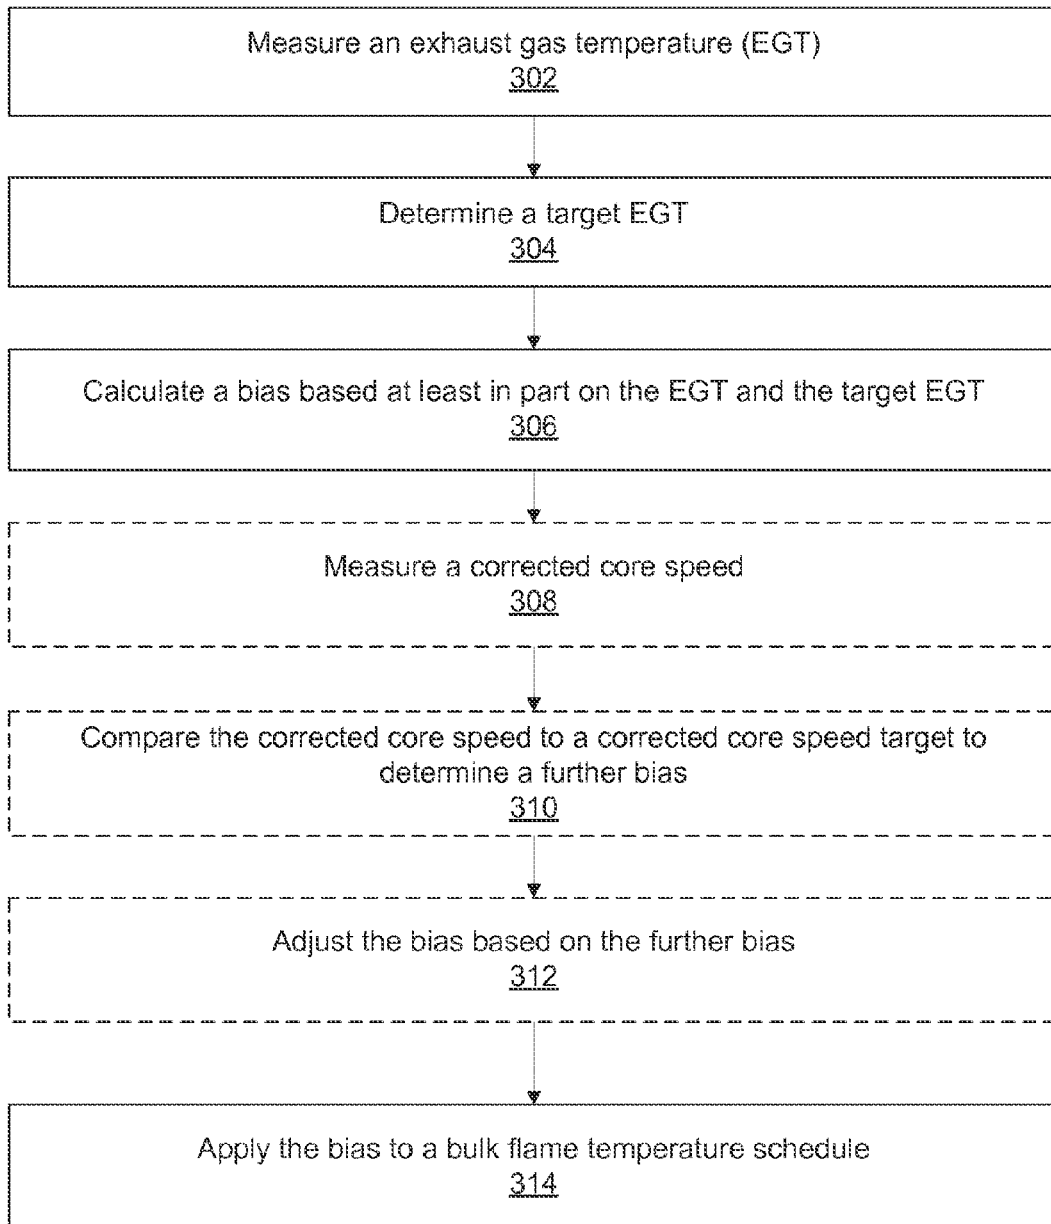 Measure an exhaust gas temperature (EGT)
302
Determine a target EGT
304
Calculate a bias based at least in part on the EGT and the target EGT
306
Measure a corrected core speed
308
Compare the corrected core speed to a corrected core speed target to
determine a further bias
310
Adjust the bias based on the further bias
312
Apply the bias to a bulk flame temperature schedule
314